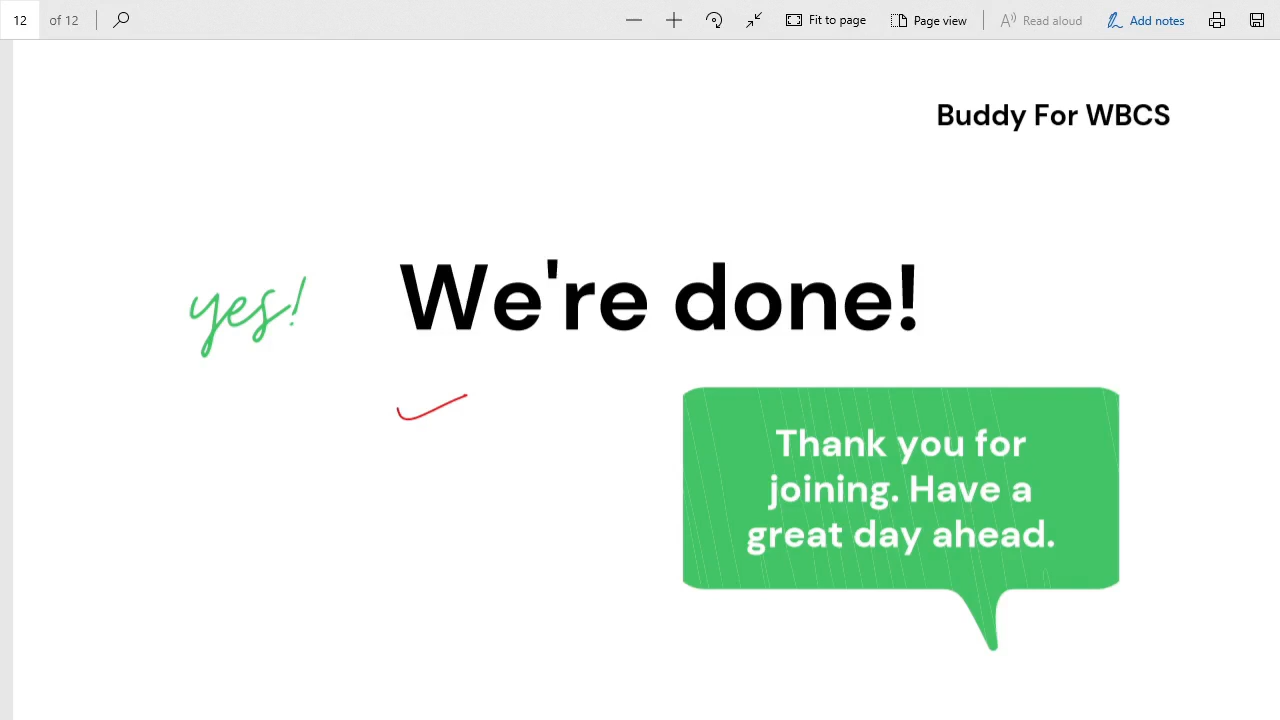 12 of 12 Fit to page Page view Read aloud Add notes
Buddy For WBCS
yes!
We're done!
Thank you for
joining. Have a
great day ahead.